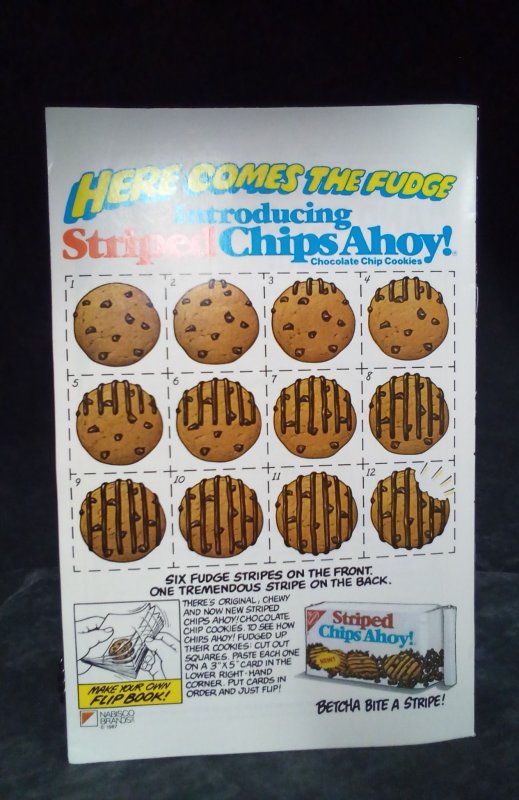 HERE COMES THE FUDGE
Introducing
Striped Chips Ahoy!
Chocolate Chip Cookies
1 2 3 4
5 6 7 8
9 10 11 12
SIX FUDGE STRIPES ON THE FRONT.
ONE TREMENDOUS STRIPE ON THE BACK.
THERE'S ORIGINAL, CHEWY
AND NOW NEW STRIPED
CHIPS AHOY! CHOCOLATE
CHIP COOKIES. TO SEE HOW
CHIPS AHOY! FUDGED UP
THEIR COOKIES: CUT OUT
SQUARES. PASTE EACH ONE
ON A 3"X 5" CARD IN THE
LOWER RIGHT-HAND
CORNER. PUT CARDS IN
ORDER AND JUST FLIP!
MAKE YOUR OWN
FLIP BOOK!
NABISCO
BRANDS
© 1987
Striped
Chips Ahoy!
NEW!
BETCHA BITE A STRIPE!